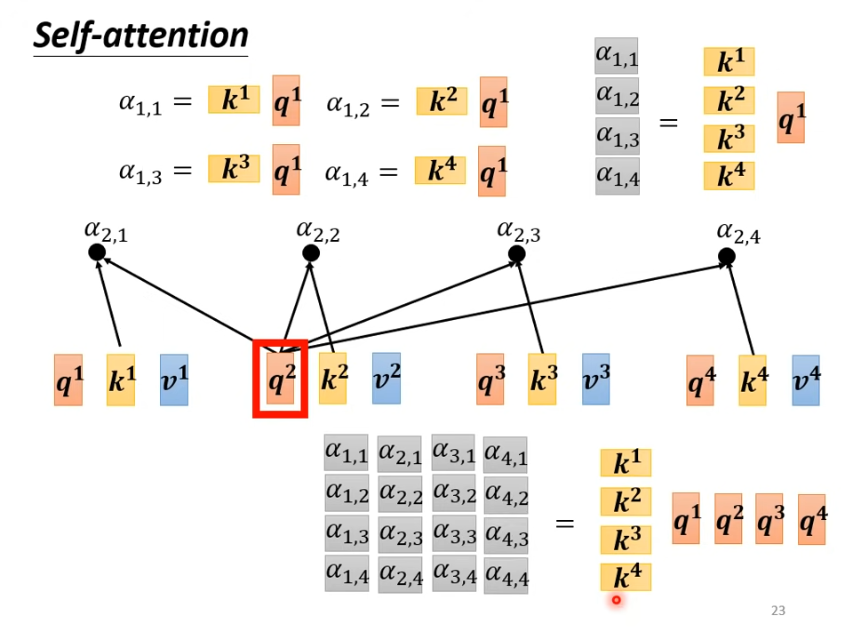 Self-attention
α1,1 = k¹ q¹ α1,2 = k² q¹
α1,3 = k³ q¹ α1,4 = k⁴ q¹
α1,1
α1,2
α1,3
α1,4
=
k¹
k²
k³
k⁴
q¹
α2,1 α2,2 α2,3 α2,4
q¹ k¹ v¹ q² k² v² q³ k³ v³ q⁴ k⁴ v⁴
α1,1 α2,1 α3,1 α4,1
α1,2 α2,2 α3,2 α4,2
α1,3 α2,3 α3,3 α4,3
α1,4 α2,4 α3,4 α4,4
=
k¹
k²
k³
k⁴
q¹ q² q³ q⁴
23